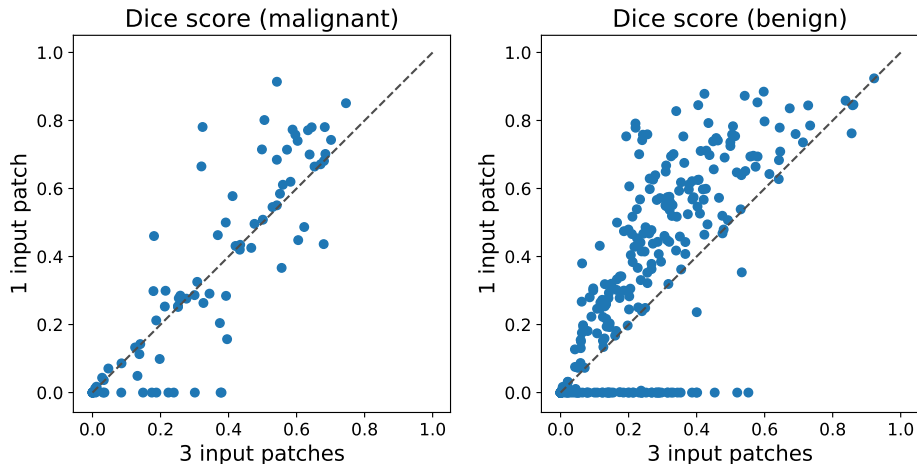 Dice score (malignant)
1 input patch
1.0
0.8
0.6
0.4
0.2
0.0
0.0 0.2 0.4 0.6 0.8 1.0
3 input patches
Dice score (benign)
1 input patch
1.0
0.8
0.6
0.4
0.2
0.0
0.0 0.2 0.4 0.6 0.8 1.0
3 input patches